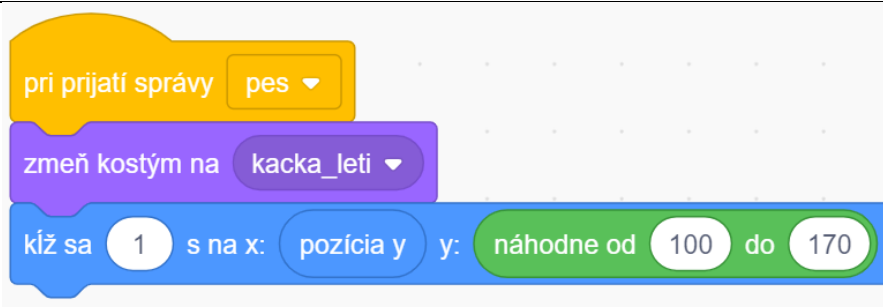 pri prijatí správy pes
zmeň kostým na kacka_leti
kĺž sa 1 s na x: pozícia y y: náhodne od 100 do 170